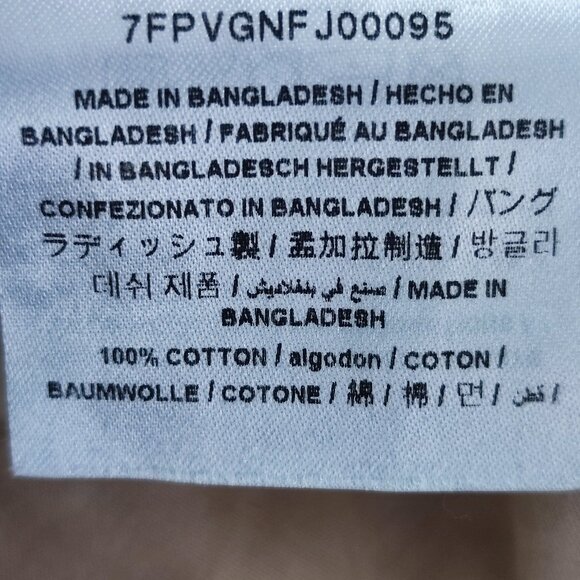 7FPVGNFJ00095
MADE IN BANGLADESH / HECHO EN
BANGLADESH / FABRIQUÉ AU BANGLADESH
/ IN BANGLADESCH HERGESTELLT /
CONFEZIONATO IN BANGLADESH / バング
ラディッシュ製 / 孟加拉制造 / 방글라
데쉬 제품 / صنع في بنغلاديش / MADE IN
BANGLADESH
100% COTTON / algodon / COTON /
BAUMWOLLE / COTONE / 綿 / 棉 / 면 / قطن /